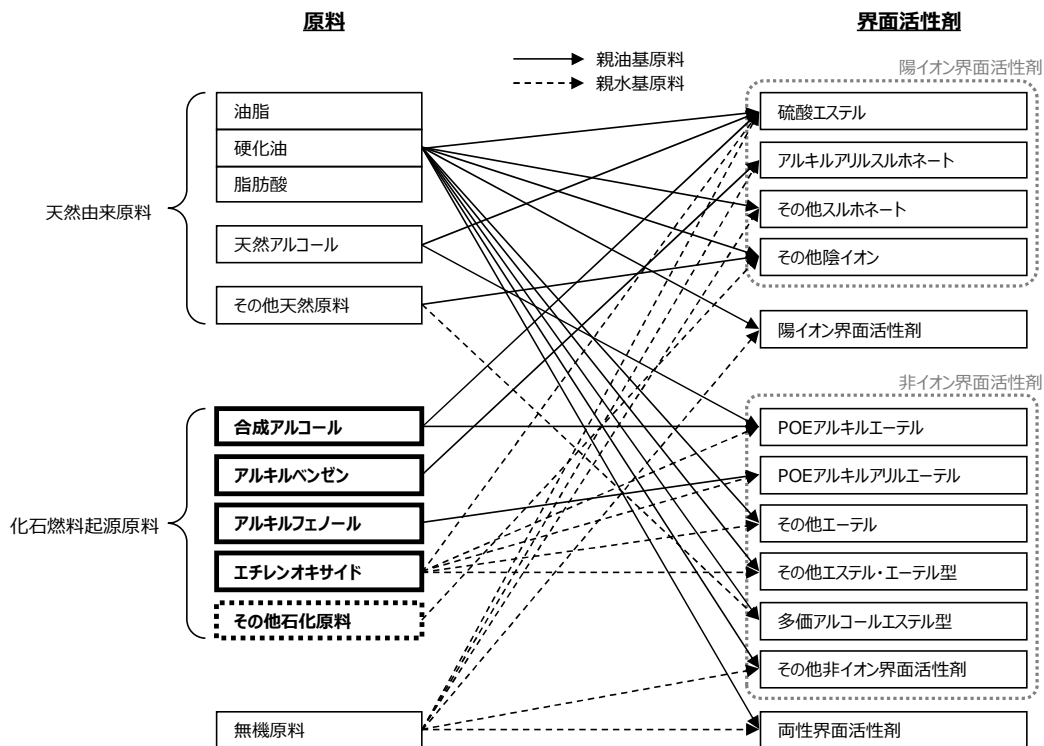 原料
界面活性剤
親油基原料
親水基原料
陽イオン界面活性剤
天然由来原料
油脂
硬化油
脂肪酸
天然アルコール
その他天然原料
硫酸エステル
アルキルアリルスルホネート
その他スルホネート
その他陰イオン
陽イオン界面活性剤
非イオン界面活性剤
化石燃料起源原料
合成アルコール
アルキルベンゼン
アルキルフェノール
エチレンオキサイド
その他石化原料
無機原料
POEアルキルエーテル
POEアルキルアリルエーテル
その他エーテル
その他エステル・エーテル型
多価アルコールエステル型
その他非イオン界面活性剤
両性界面活性剤